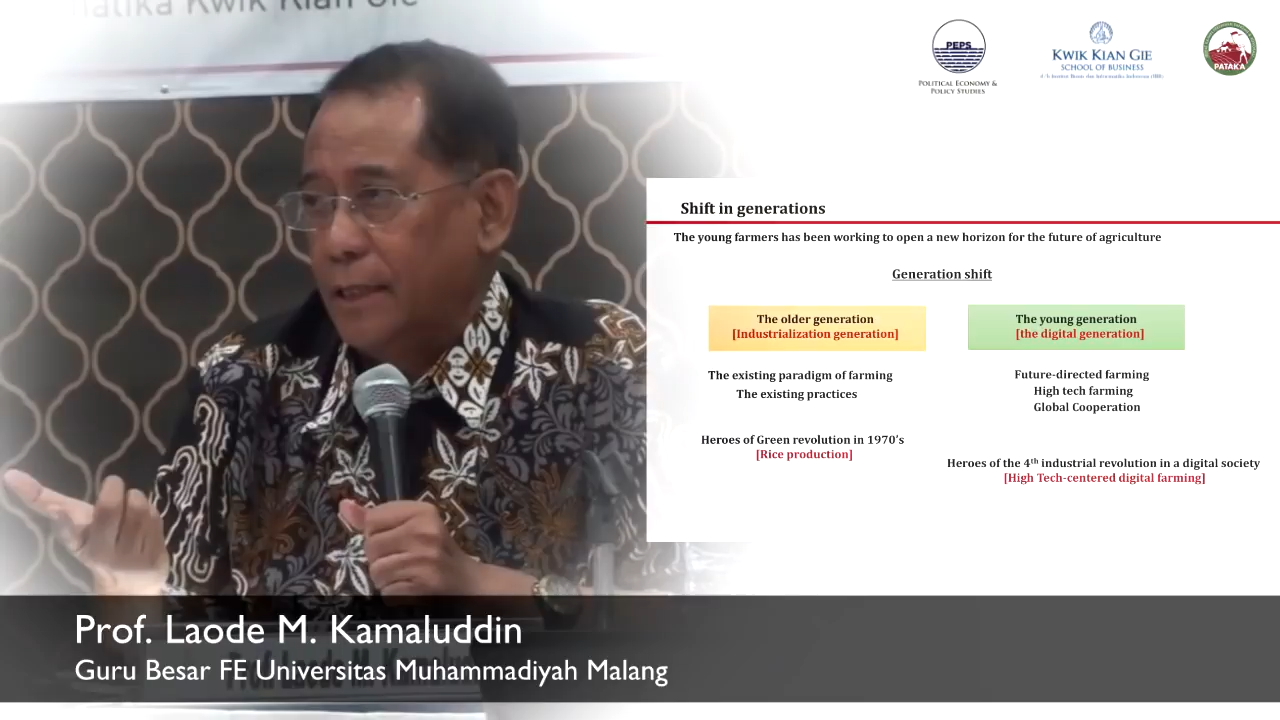 Kwik Kian Gie
PEPS
POLITICAL ECONOMY &
POLICY STUDIES
KWIK KIAN GIE
SCHOOL OF BUSINESS
PATAKA
Shift in generations
The young farmers has been working to open a new horizon for the future of agriculture
Generation shift
The older generation
[Industrialization generation]
The young generation
[the digital generation]
The existing paradigm of farming
The existing practices
Future-directed farming
High tech farming
Global Cooperation
Heroes of Green revolution in 1970's
[Rice production]
Heroes of the 4th industrial revolution in a digital society
[High Tech-centered digital farming]
Prof. Laode M. Kamaluddin
Guru Besar FE Universitas Muhammadiyah Malang